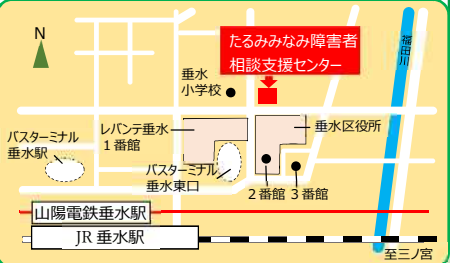 N
たるみみなみ障害者
相談支援センター
福田川
垂水
小学校
レバンテ垂水
１番館
垂水区役所
バスターミナル
垂水駅
バスターミナル
垂水東口
２番館
３番館
山陽電鉄垂水駅
JR 垂水駅
至三ノ宮